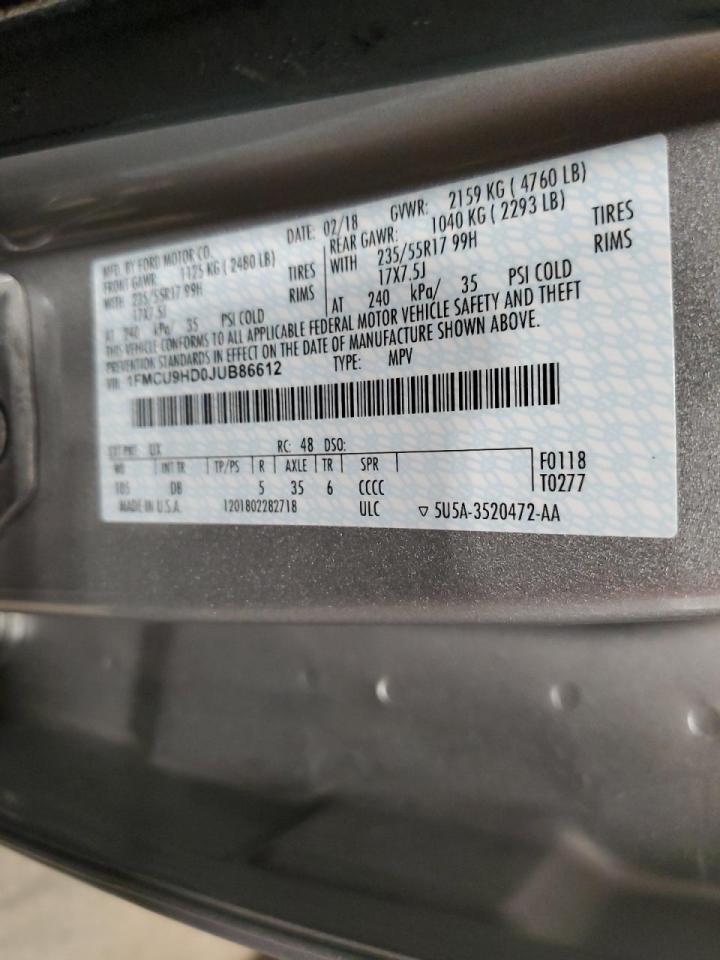 MFD. BY FORD MOTOR CO. DATE: 02/18 GVWR: 2159 KG ( 4760 LB)
FRONT GAWR: 1125 KG ( 2480 LB) REAR GAWR: 1040 KG ( 2293 LB)
WITH 235/55R17 99H TIRES WITH 235/55R17 99H TIRES
17X7.5J RIMS 17X7.5J RIMS
AT 240 kPa/ 35 PSI COLD AT 240 kPa/ 35 PSI COLD
THIS VEHICLE CONFORMS TO ALL APPLICABLE FEDERAL MOTOR VEHICLE SAFETY AND THEFT
PREVENTION STANDARDS IN EFFECT ON THE DATE OF MANUFACTURE SHOWN ABOVE.
VIN: 1FMCU9HD0JUB86612 TYPE: MPV
EXT PNT: UX RC: 48 DSO:
WB INT TR TP/PS R AXLE TR SPR F0118
105 DB 5 35 6 CCCC T0277
MADE IN U.S.A. 1201802282718 ULC ▽ 5U5A-3520472-AA